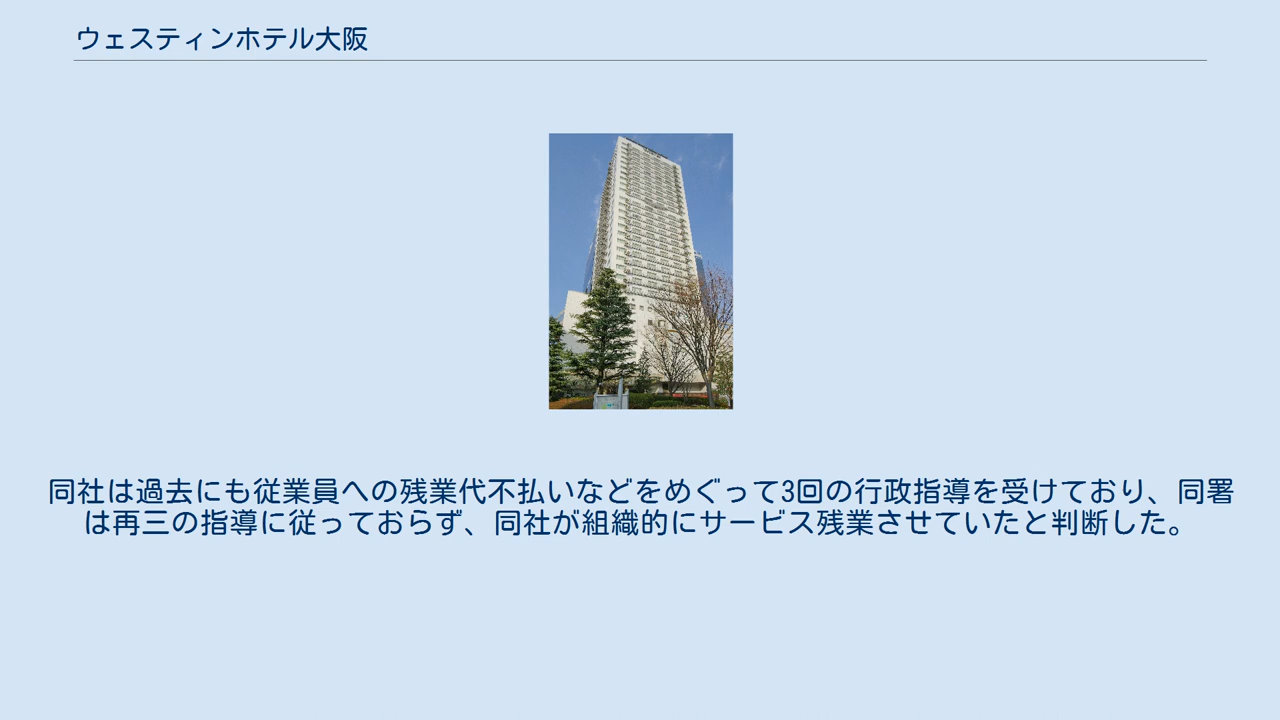 ウェスティンホテル大阪
同社は過去にも従業員への残業代不払いなどをめぐって3回の行政指導を受けており、同署
は再三の指導に従っておらず、同社が組織的にサービス残業させていたと判断した。